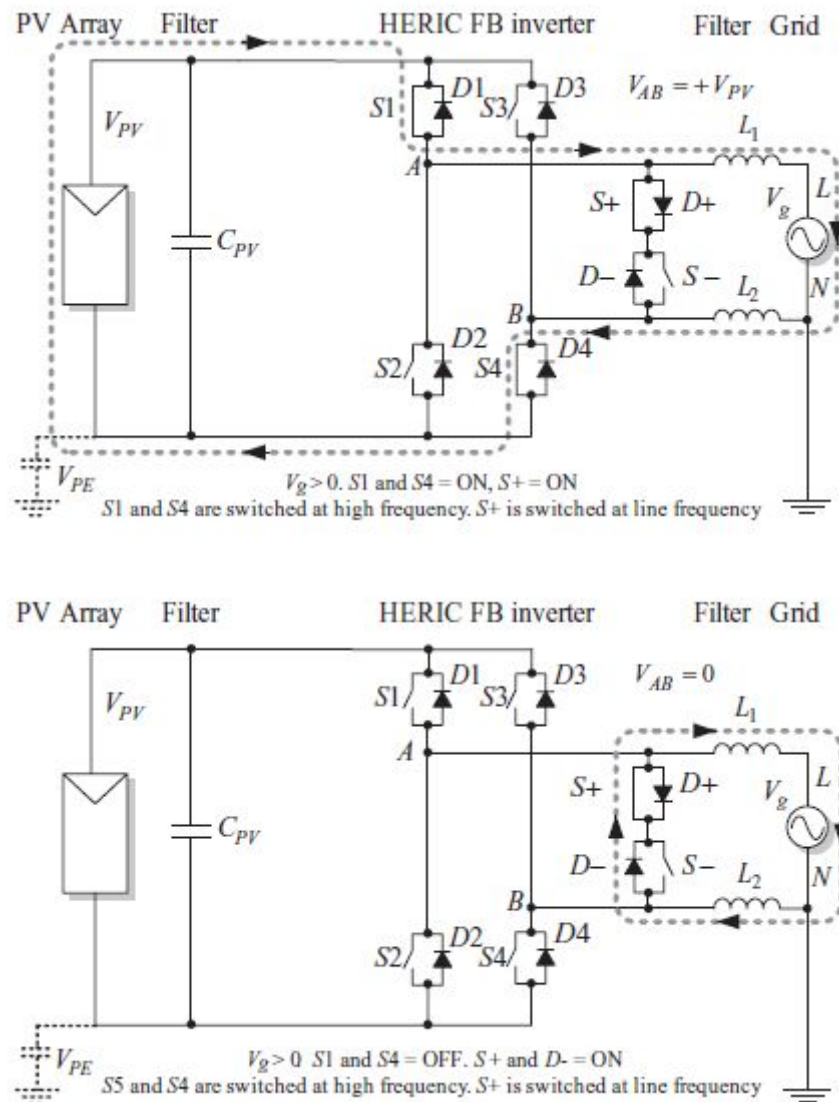 PV Array Filter HERIC FB inverter Filter Grid
V_PV
S1 D1 S3 D3
V_AB = + V_PV
L_1
A
S+ D+
V_g L
C_PV
D− S −
N
L_2
B
S2 D2 S4 D4
V_PE
V_g > 0. S1 and S4 = ON, S+ = ON
S1 and S4 are switched at high frequency. S+ is switched at line frequency
PV Array Filter HERIC FB inverter Filter Grid
V_PV
S1 D1 S3 D3
V_AB = 0
L_1
A
S+ D+
V_g L
C_PV
D− S−
N
L_2
B
S2 D2 S4 D4
V_PE
V_g > 0 S1 and S4 = OFF. S + and D- = ON
S5 and S4 are switched at high frequency. S+ is switched at line frequency